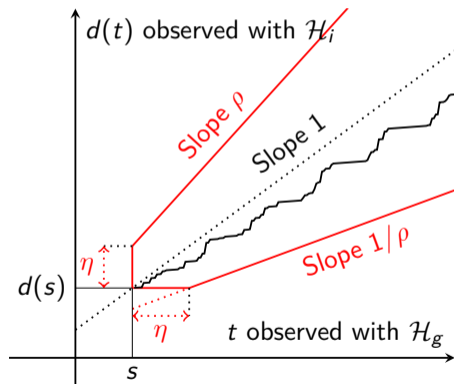 d(t) observed with ℋᵢ
Slope ρ
Slope 1
η
d(s)
Slope 1/ρ
η
t observed with ℋg
s